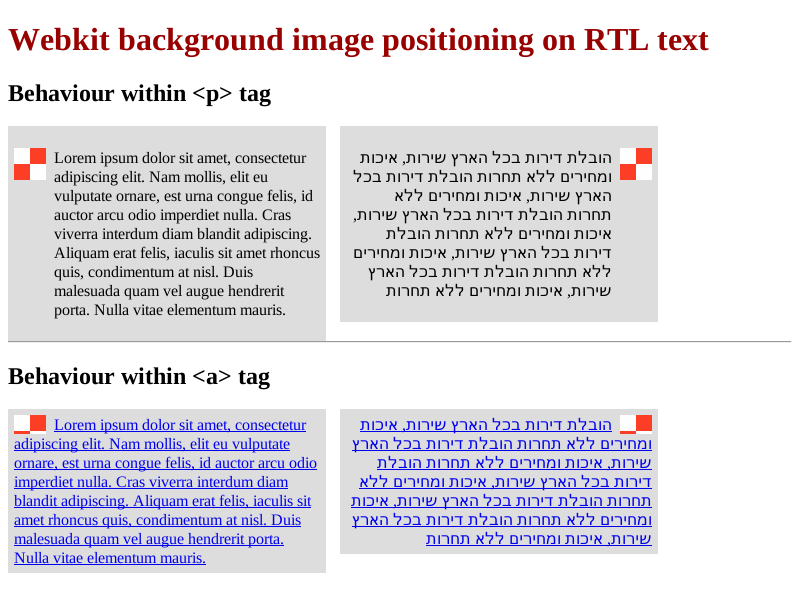 Webkit background image positioning on RTL text
Behaviour within <p> tag
Lorem ipsum dolor sit amet, consectetur
adipiscing elit. Nam mollis, elit eu
vulputate ornare, est urna congue felis, id
auctor arcu odio imperdiet nulla. Cras
viverra interdum diam blandit adipiscing.
Aliquam erat felis, iaculis sit amet rhoncus
quis, condimentum at nisl. Duis
malesuada quam vel augue hendrerit
porta. Nulla vitae elementum mauris.
הובלת דירות בכל הארץ שירות, איכות
ומחירים ללא תחרות הובלת דירות בכל
הארץ שירות, איכות ומחירים ללא
תחרות הובלת דירות בכל הארץ שירות,
איכות ומחירים ללא תחרות הובלת
דירות בכל הארץ שירות, איכות ומחירים
ללא תחרות הובלת דירות בכל הארץ
שירות, איכות ומחירים ללא תחרות
Behaviour within <a> tag
Lorem ipsum dolor sit amet, consectetur
adipiscing elit. Nam mollis, elit eu vulputate
ornare, est urna congue felis, id auctor arcu odio
imperdiet nulla. Cras viverra interdum diam
blandit adipiscing. Aliquam erat felis, iaculis sit
amet rhoncus quis, condimentum at nisl. Duis
malesuada quam vel augue hendrerit porta.
Nulla vitae elementum mauris.
הובלת דירות בכל הארץ שירות, איכות
ומחירים ללא תחרות הובלת דירות בכל הארץ
שירות, איכות ומחירים ללא תחרות הובלת
דירות בכל הארץ שירות, איכות ומחירים ללא
תחרות הובלת דירות בכל הארץ שירות, איכות
ומחירים ללא תחרות הובלת דירות בכל הארץ
שירות, איכות ומחירים ללא תחרות